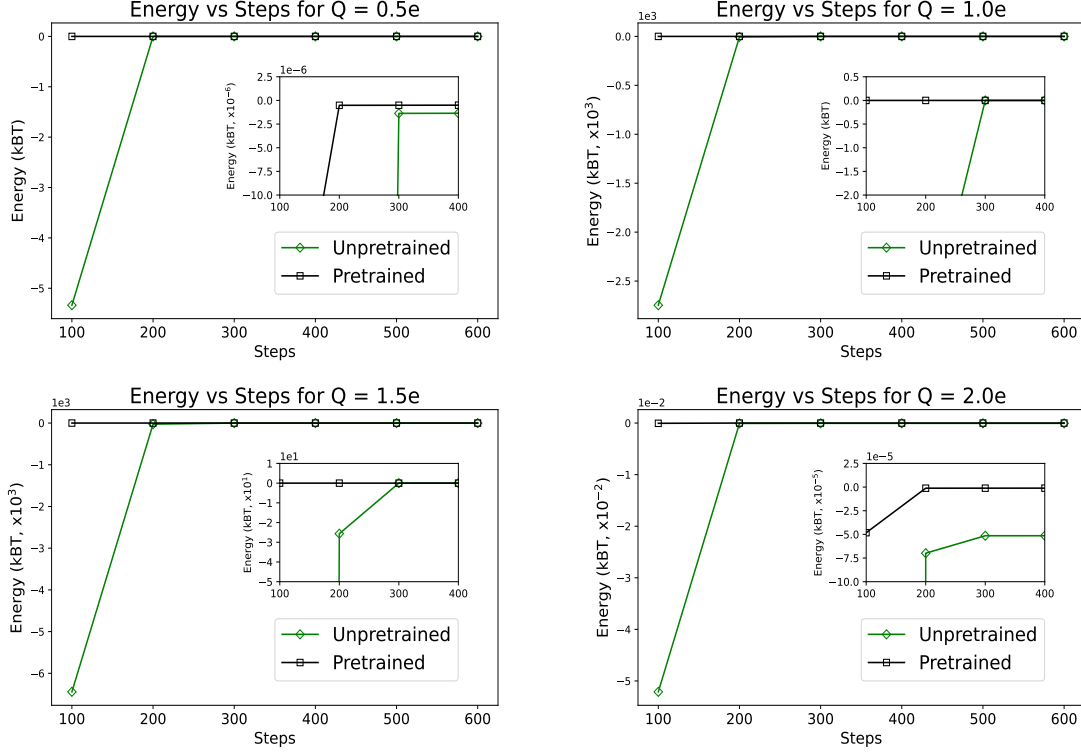 Energy vs Steps for Q = 0.5e
Energy (kBT)
0
−1
−2
−3
−4
−5
1e−6
Energy (kBT, x10⁻⁶)
2.5
0.0
−2.5
−5.0
−7.5
−10.0
100 200 300 400
Unpretrained
Pretrained
100 200 300 400 500 600
Steps
Energy vs Steps for Q = 1.0e
1e3
Energy (kBT, x10³)
0.0
−0.5
−1.0
−1.5
−2.0
−2.5
Energy (kBT)
0.5
0.0
−0.5
−1.0
−1.5
−2.0
100 200 300 400
Unpretrained
Pretrained
100 200 300 400 500 600
Steps
Energy vs Steps for Q = 1.5e
1e3
Energy (kBT, x10³)
0
−1
−2
−3
−4
−5
−6
1e1
Energy (kBT, x10¹)
1
0
−1
−2
−3
−4
−5
100 200 300 400
Unpretrained
Pretrained
100 200 300 400 500 600
Steps
Energy vs Steps for Q = 2.0e
1e−2
Energy (kBT, x10⁻²)
0
−1
−2
−3
−4
−5
1e−5
Energy (kBT, x10⁻⁵)
2.5
0.0
−2.5
−5.0
−7.5
−10.0
100 200 300 400
Unpretrained
Pretrained
100 200 300 400 500 600
Steps